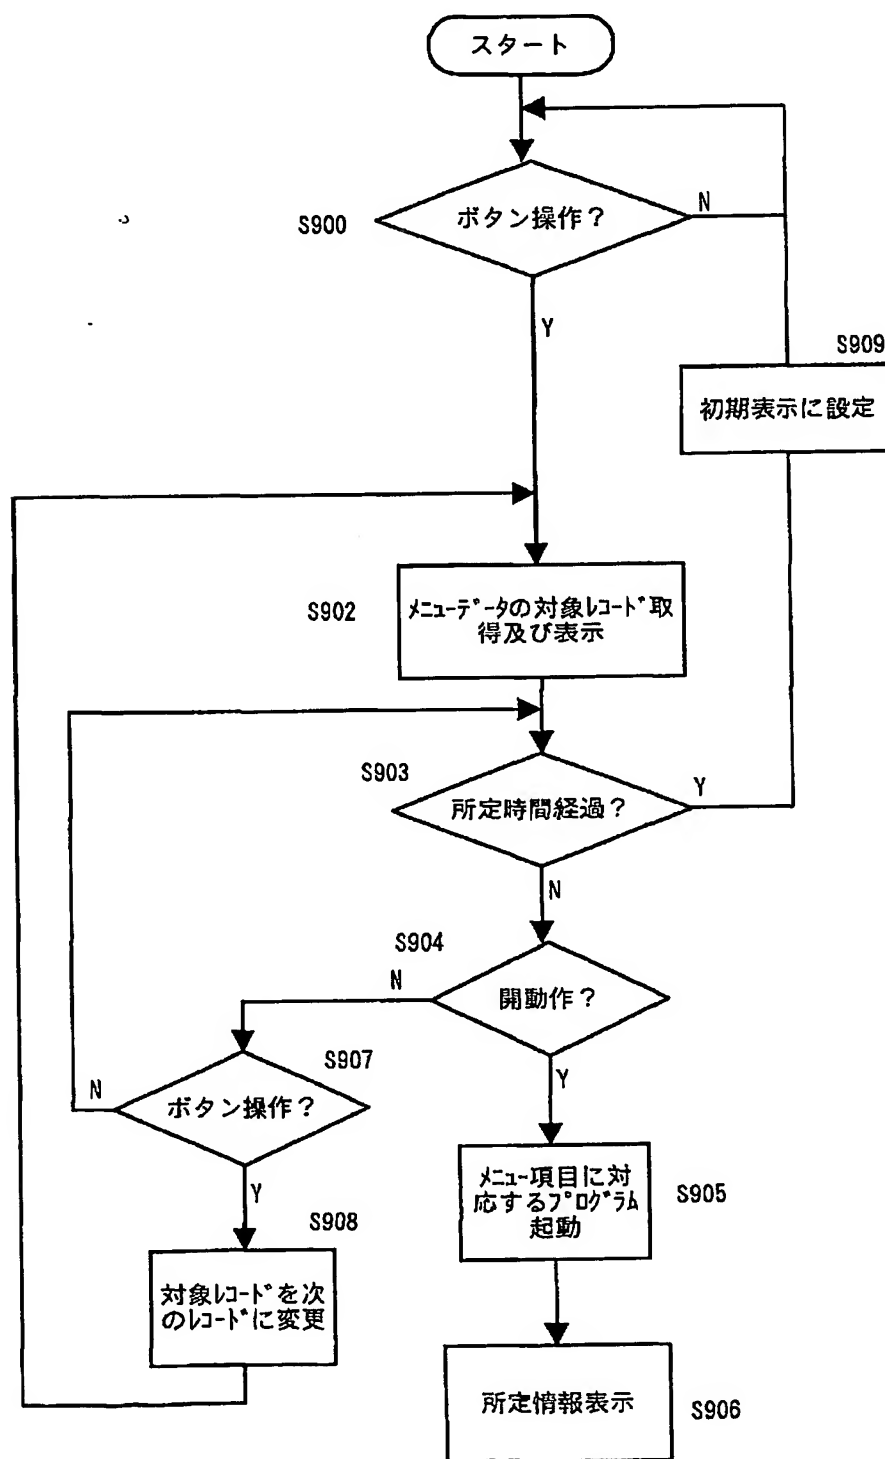 スタート
ボタン操作？
S900
N
Y
S909
初期表示に設定
S902
メニューデータの対象レコード取
得及び表示
S903
所定時間経過？
Y
N
S904
N
開動作？
S907
N
ボタン操作？
Y
Y
メニュー項目に対
応するプログラム
起動
S905
S908
対象レコードを次
のレコードに変更
所定情報表示
S906